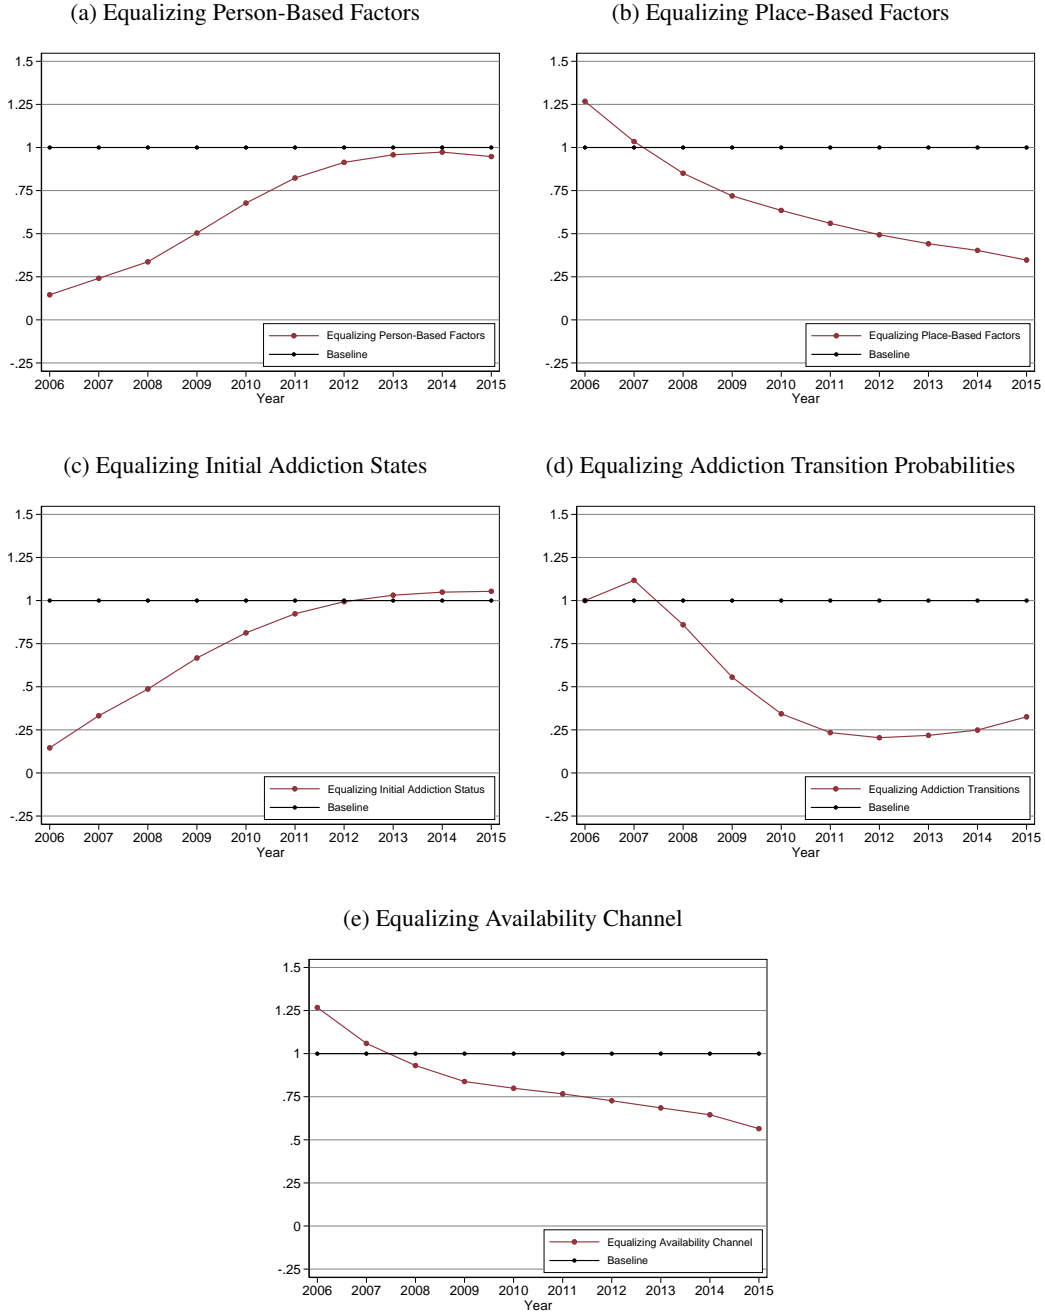 (a) Equalizing Person-Based Factors
1.5
1.25
1
.75
.5
.25
0
-.25
Equalizing Person-Based Factors
Baseline
2006 2007 2008 2009 2010 2011 2012 2013 2014 2015
Year
(b) Equalizing Place-Based Factors
1.5
1.25
1
.75
.5
.25
0
-.25
Equalizing Place-Based Factors
Baseline
2006 2007 2008 2009 2010 2011 2012 2013 2014 2015
Year
(c) Equalizing Initial Addiction States
1.5
1.25
1
.75
.5
.25
0
-.25
Equalizing Initial Addiction Status
Baseline
2006 2007 2008 2009 2010 2011 2012 2013 2014 2015
Year
(d) Equalizing Addiction Transition Probabilities
1.5
1.25
1
.75
.5
.25
0
-.25
Equalizing Addiction Transitions
Baseline
2006 2007 2008 2009 2010 2011 2012 2013 2014 2015
Year
(e) Equalizing Availability Channel
1.5
1.25
1
.75
.5
.25
0
-.25
Equalizing Availability Channel
Baseline
2006 2007 2008 2009 2010 2011 2012 2013 2014 2015
Year